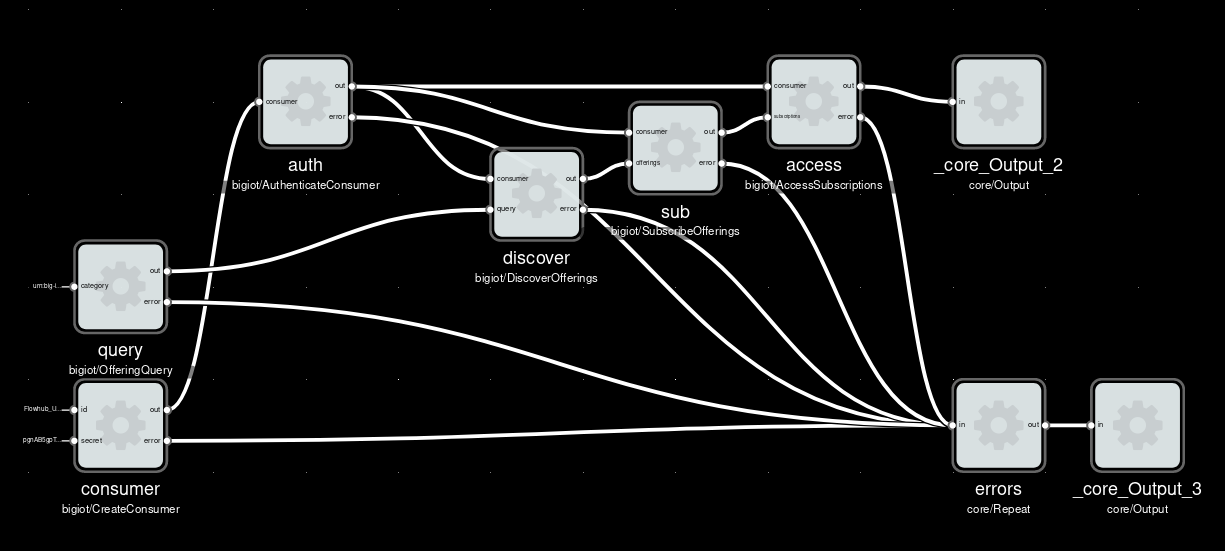 out
consumer
error
auth
bigiot/AuthenticateConsumer
consumer
out
subscriptions
error
access
bigiot/AccessSubscriptions
in
_core_Output_2
core/Output
consumer
out
offerings
error
sub
bigiot/SubscribeOfferings
consumer
out
query
error
discover
bigiot/DiscoverOfferings
out
urn:big-i...
category
error
query
bigiot/OfferingQuery
Flowhub_U...
id
out
pgnAB5gpT...
secret
error
consumer
bigiot/CreateConsumer
in
out
errors
core/Repeat
in
_core_Output_3
core/Output